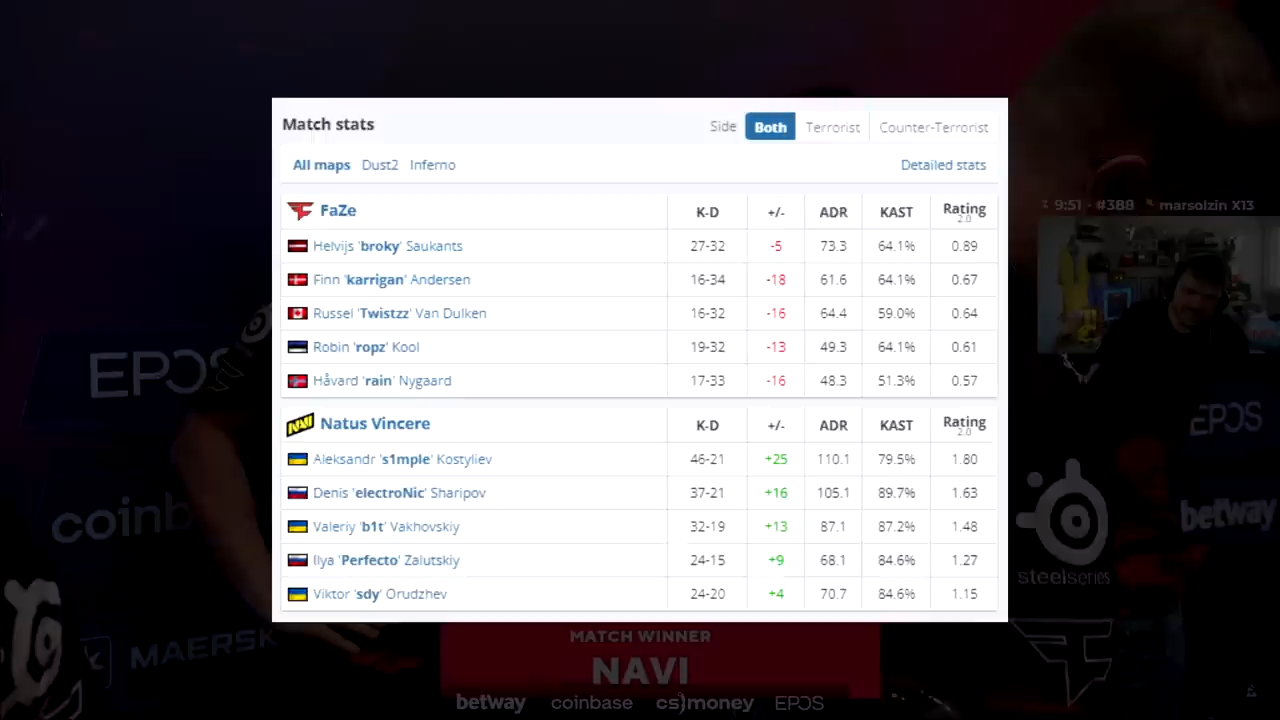 Match stats
Side Both Terrorist Counter-Terrorist
All maps Dust2 Inferno Detailed stats
FaZe K-D +/- ADR KAST Rating 2.0
Helvijs 'broky' Saukants 27-32 -5 73.3 64.1% 0.89
Finn 'karrigan' Andersen 16-34 -18 61.6 64.1% 0.67
Russel 'Twistzz' Van Dulken 16-32 -16 64.4 59.0% 0.64
Robin 'ropz' Kool 19-32 -13 49.3 64.1% 0.61
Håvard 'rain' Nygaard 17-33 -16 48.3 51.3% 0.57
NAVI Natus Vincere K-D +/- ADR KAST Rating 2.0
Aleksandr 's1mple' Kostyliev 46-21 +25 110.1 79.5% 1.80
Denis 'electroNic' Sharipov 37-21 +16 105.1 89.7% 1.63
Valeriy 'b1t' Vakhovskiy 32-19 +13 87.1 87.2% 1.48
Ilya 'Perfecto' Zalutskiy 24-15 +9 68.1 84.6% 1.27
Viktor 'sdy' Orudzhev 24-20 +4 70.7 84.6% 1.15
9:51 - #388 marsolzin X13
EPOS
coinb
MAERSK
EPOS
betway
steelseries
MATCH WINNER
NAVI
betway coinbase cs)money EPOS